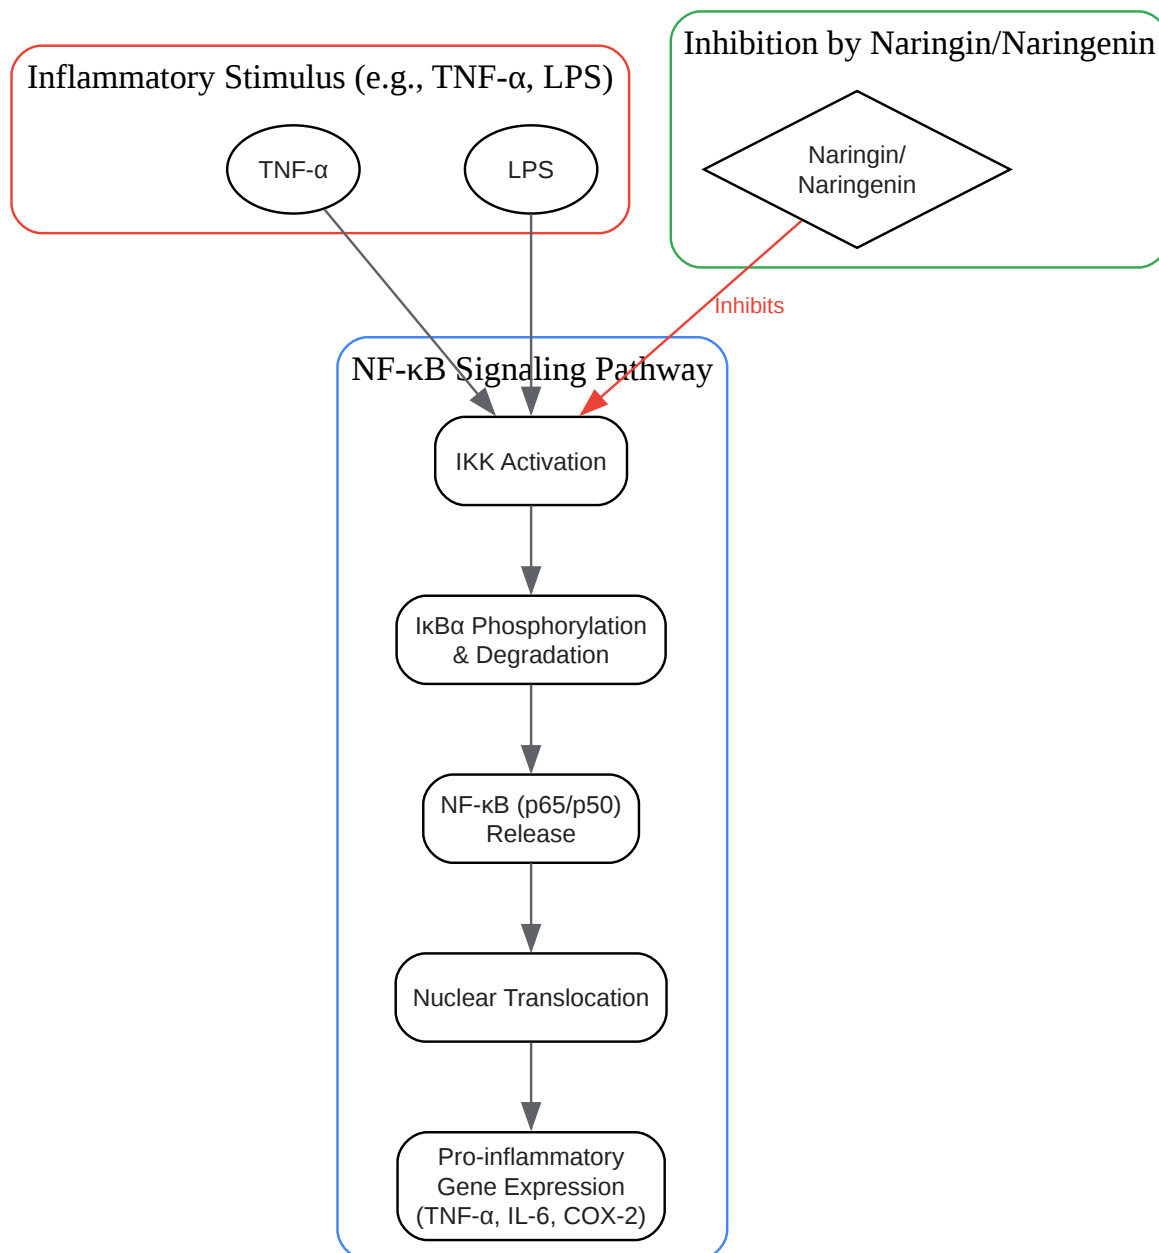 Inflammatory Stimulus (e.g., TNF-α, LPS)
TNF-α
LPS
Inhibition by Naringin/Naringenin
Naringin/
Naringenin
Inhibits
NF-κB Signaling Pathway
IKK Activation
IκBα Phosphorylation
& Degradation
NF-κB (p65/p50)
Release
Nuclear Translocation
Pro-inflammatory
Gene Expression
(TNF-α, IL-6, COX-2)